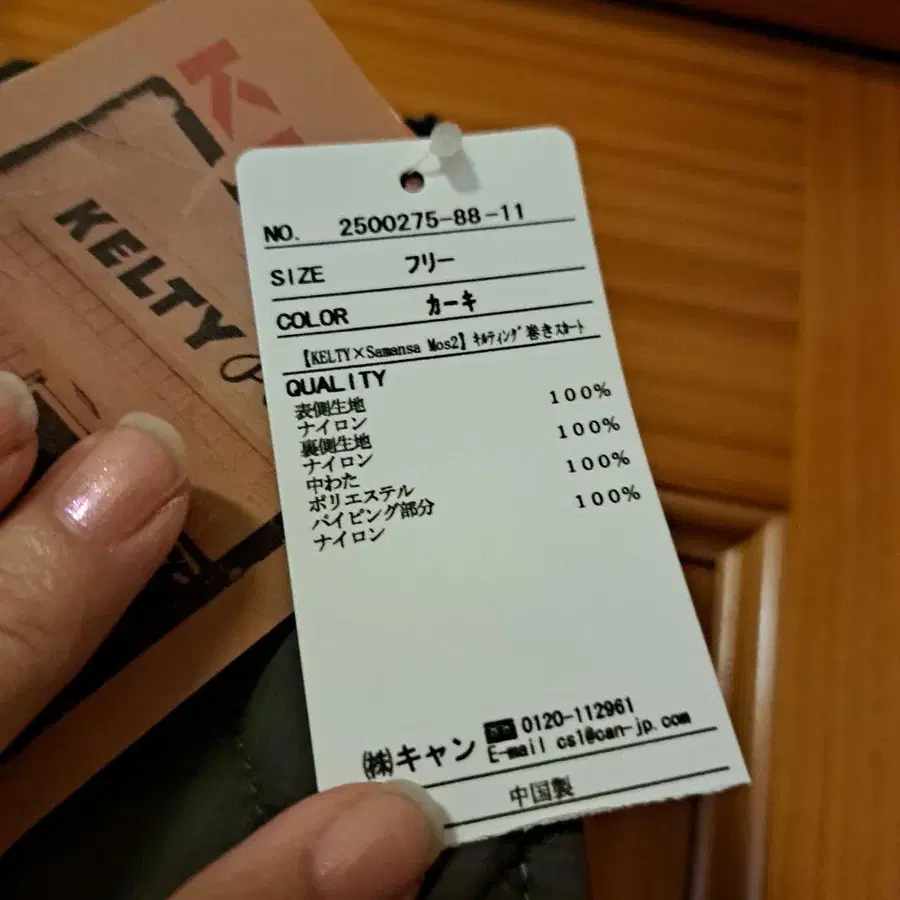 KELTY
NO. 2500275-88-11
SIZE フリー
COLOR カーキ
【KELTY×Samansa Mos2】キルティング巻きスカート
QUALITY
表側生地
ナイロン 100%
裏側生地
ナイロン 100%
中わた
ポリエステル 100%
パイピング部分
ナイロン 100%
㈱キャン 0120-112961
E-mail cs1@can-jp.com
中国製